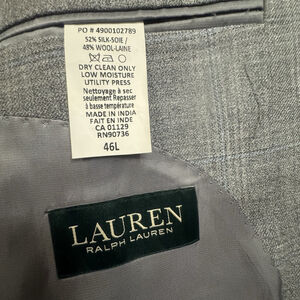 PO # 4900102789
52% SILK-SOIE /
48% WOOL-LAINE
DRY CLEAN ONLY
LOW MOISTURE
UTILITY PRESS
Nettoyage à sec
seulement Repasser
à basse température
MADE IN INDIA
FAIT EN INDE
CA 01129
RN90736
46L
LAUREN
RALPH LAUREN